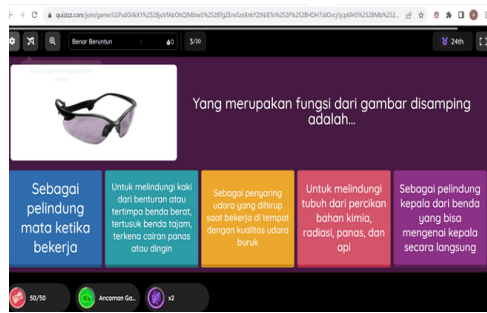 quizizz.com/join/game/
Benar Beruntun
0
3/20
24th
Yang merupakan fungsi dari gambar disamping
adalah...
Sebagai
pelindung
mata ketika
bekerja
Untuk melindungi kaki
dari benturan atau
tertimpa benda berat,
tertusuk benda tajam,
terkena cairan panas
atau dingin
Sebagai penyaring
udara yang dihirup
saat bekerja di tempat
dengan kualitas udara
buruk
Untuk melindungi
tubuh dari percikan
bahan kimia,
radiasi, panas, dan
api
Sebagai pelindung
kepala dari benda
yang bisa
mengenai kepala
secara langsung
50/50
Ancaman Ga..
x2